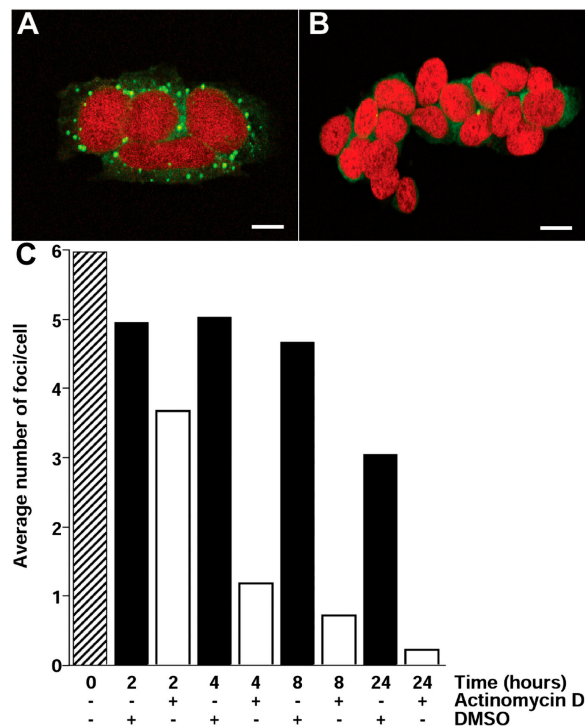 A
B
C
6
5
4
3
2
1
0
Average number of foci/cell
0 2 2 4 4 8 8 24 24 Time (hours)
- - + - + - + - + Actinomycin D
- + - + - + - + - DMSO